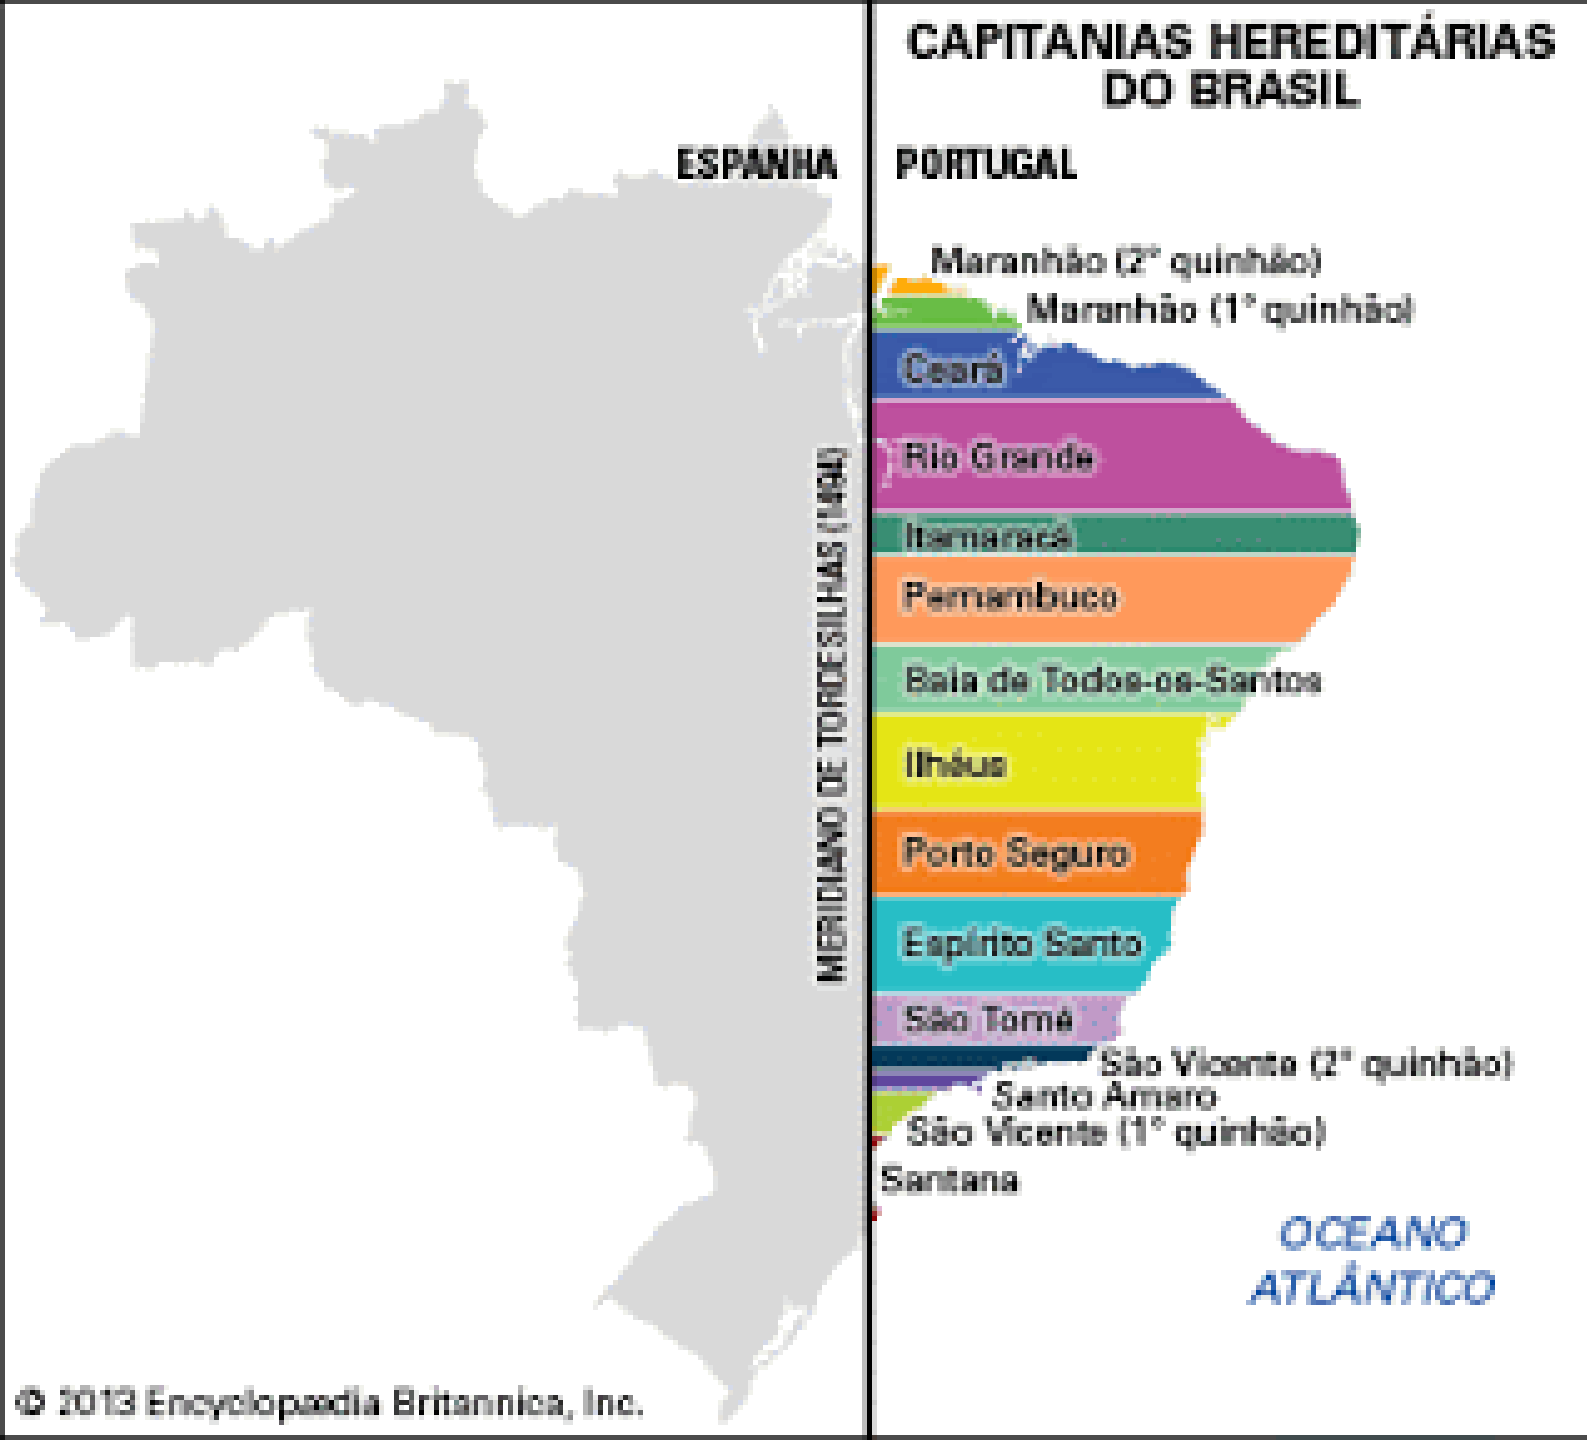 CAPITANIAS HEREDITÁRIAS
DO BRASIL
ESPANHA
PORTUGAL
Maranhão (2° quinhão)
Maranhão (1° quinhão)
Ceará
Rio Grande
Itamaracá
Pernambuco
Baía de Todos-os-Santos
Ilhéus
Porto Seguro
Espírito Santo
São Tomé
São Vicente (2° quinhão)
Santo Amaro
São Vicente (1° quinhão)
Santana
MERIDIANO DE TORDESILHAS (1494)
OCEANO
ATLÂNTICO
© 2013 Encyclopædia Britannica, Inc.